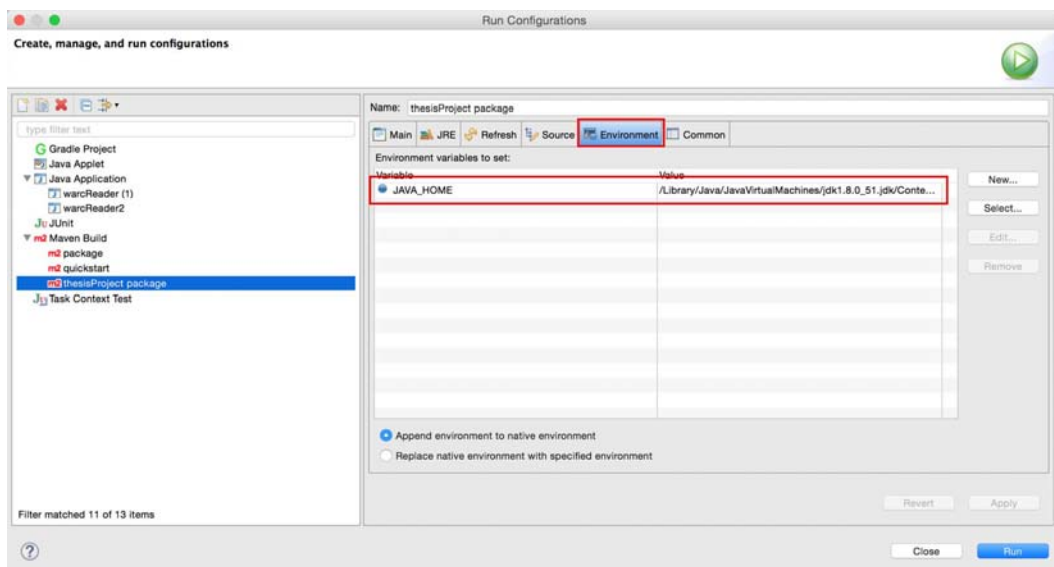 Run Configurations
Create, manage, and run configurations
Name: thesisProject package
type filter text
Main JRE Refresh Source Environment Common
Gradle Project
Java Applet
Java Application
warcReader (1)
warcReader2
JUnit
Maven Build
package
quickstart
thesisProject package
Task Context Test
Environment variables to set:
Variable Value
JAVA_HOME /Library/Java/JavaVirtualMachines/jdk1.8.0_51.jdk/Conte...
New...
Select...
Edit...
Remove
Append environment to native environment
Replace native environment with specified environment
Revert Apply
Filter matched 11 of 13 items
Close Run